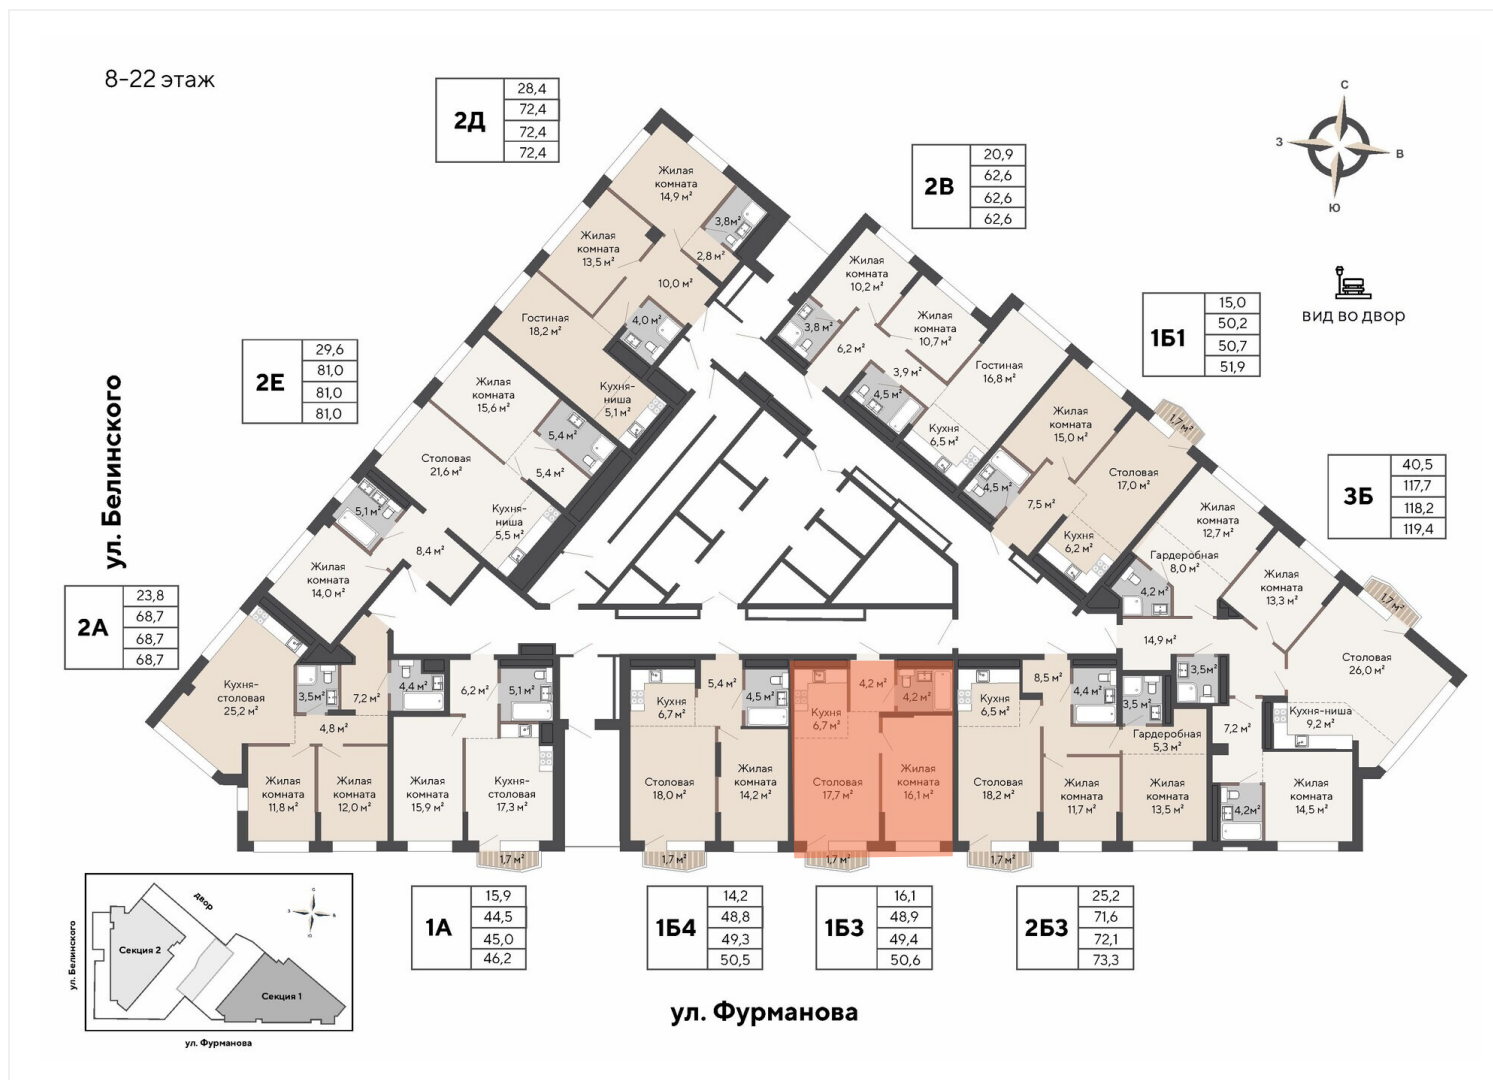 8-22 этаж
2Д
28,4
72,4
72,4
72,4
2В
20,9
62,6
62,6
62,6
С
З
В
Ю
вид во двор
1Б1
15,0
50,2
50,7
51,9
2Е
29,6
81,0
81,0
81,0
3Б
40,5
117,7
118,2
119,4
2А
23,8
68,7
68,7
68,7
ул. Белинского
Жилая
комната
14,9 м²
3,8м²
2,8 м²
Жилая
комната
13,5 м²
10,0 м²
Гостиная
18,2 м²
4,0 м²
Кухня-
ниша
5,1 м²
Жилая
комната
15,6 м²
5,4 м²
5,4 м²
Столовая
21,6 м²
Кухня-
ниша
5,5 м²
5,1 м²
8,4 м²
Жилая
комната
14,0 м²
Жилая
комната
10,2 м²
3,8 м²
6,2 м²
Жилая
комната
10,7 м²
3,9 м²
4,5 м²
Гостиная
16,8 м²
Кухня
6,5 м²
Жилая
комната
15,0 м²
1,7 м²
Столовая
17,0 м²
4,5 м²
7,5 м²
Кухня
6,2 м²
Жилая
комната
12,7 м²
Гардеробная
8,0 м²
4,2 м²
Жилая
комната
13,3 м²
1,7 м²
14,9 м²
3,5м²
Столовая
26,0 м²
Кухня-ниша
9,2 м²
7,2 м²
4,2м²
Жилая
комната
14,5 м²
Кухня-
столовая
25,2 м²
3,5м²
7,2 м²
4,4 м²
4,8 м²
Жилая
комната
11,8 м²
Жилая
комната
12,0 м²
6,2 м²
5,1 м²
Жилая
комната
15,9 м²
Кухня-
столовая
17,3 м²
1,7 м²
Кухня
6,7 м²
5,4 м²
4,5 м²
Столовая
18,0 м²
Жилая
комната
14,2 м²
1,7 м²
Кухня
6,7 м²
4,2 м²
4,2 м²
Столовая
17,7 м²
Жилая
комната
16,1 м²
1,7 м²
Кухня
6,5 м²
8,5 м²
4,4 м²
3,5 м²
Гардеробная
5,3 м²
Столовая
18,2 м²
Жилая
комната
11,7 м²
Жилая
комната
13,5 м²
1,7 м²
1А
15,9
44,5
45,0
46,2
1Б4
14,2
48,8
49,3
50,5
1Б3
16,1
48,9
49,4
50,6
2Б3
25,2
71,6
72,1
73,3
ул. Фурманова
двор
Секция 2
Секция 1
ул. Белинского
ул. Фурманова